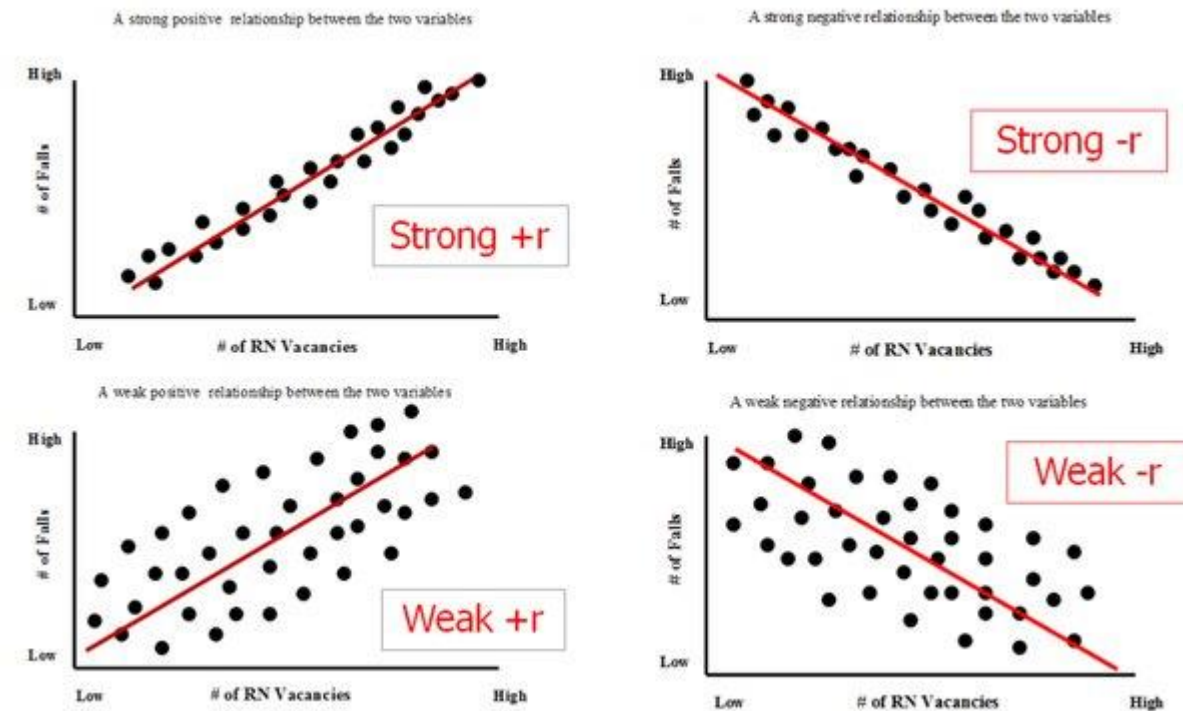 A strong positive relationship between the two variables
High
# of Falls
Strong +r
Low
Low
# of RN Vacancies
High
A strong negative relationship between the two variables
High
# of Falls
Strong -r
Low
Low
# of RN Vacancies
High
A weak positive relationship between the two variables
High
# of Falls
Weak +r
Low
Low
# of RN Vacancies
High
A weak negative relationship between the two variables
High
# of Falls
Weak -r
Low
Low
# of RN Vacancies
High